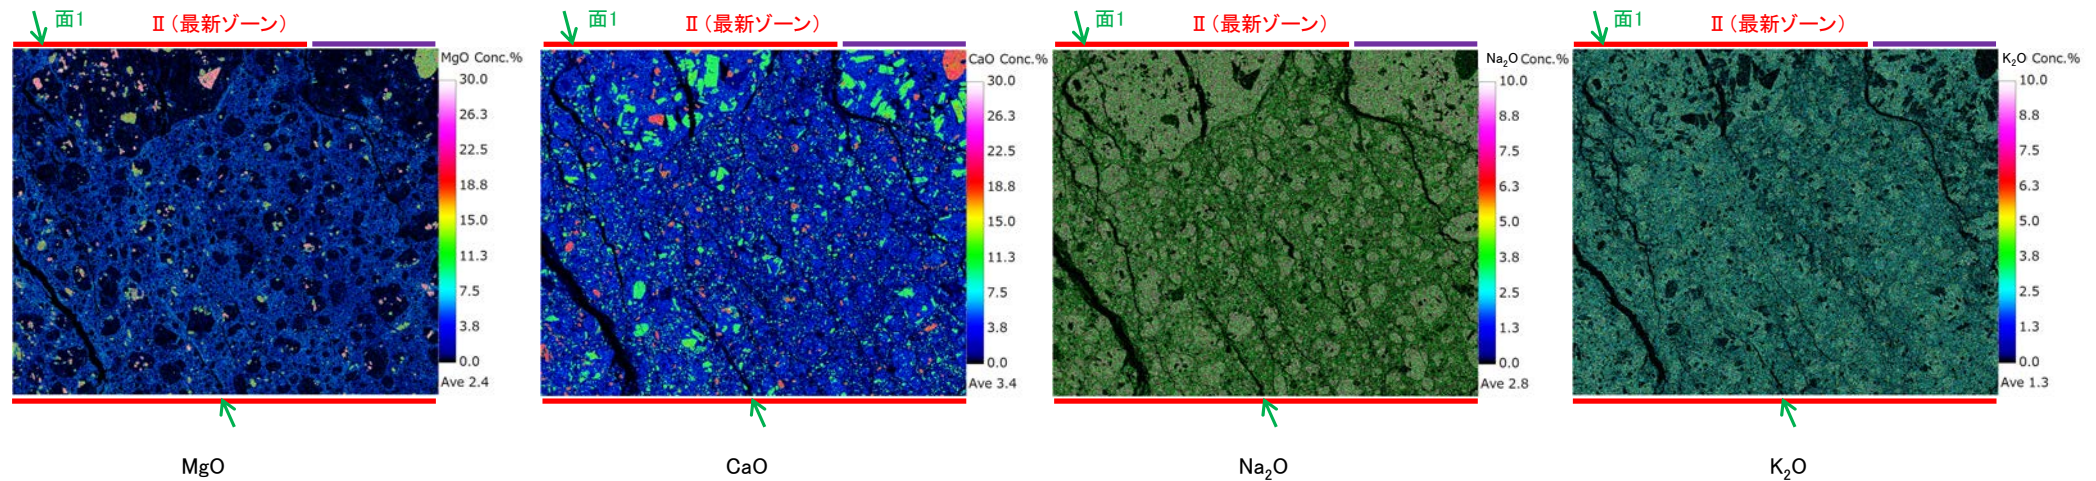 面1
Ⅱ（最新ゾーン）
MgO Conc.%
30.0
26.3
22.5
18.8
15.0
11.3
7.5
3.8
0.0
Ave 2.4
MgO
面1
Ⅱ（最新ゾーン）
CaO Conc.%
30.0
26.3
22.5
18.8
15.0
11.3
7.5
3.8
0.0
Ave 3.4
CaO
面1
Ⅱ（最新ゾーン）
Na₂O Conc.%
10.0
8.8
7.5
6.3
5.0
3.8
2.5
1.3
0.0
Ave 2.8
Na₂O
面1
Ⅱ（最新ゾーン）
K₂O Conc.%
10.0
8.8
7.5
6.3
5.0
3.8
2.5
1.3
0.0
Ave 1.3
K₂O